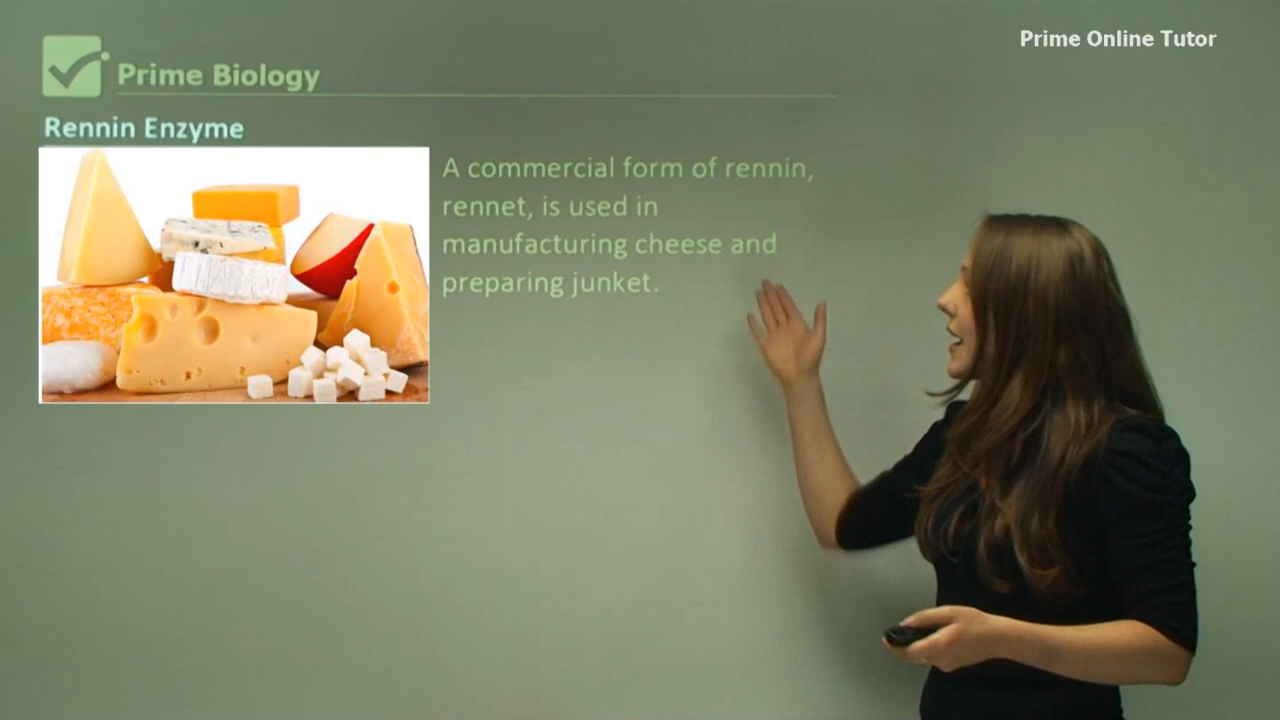 Prime Online Tutor
Prime Biology
Rennin Enzyme
A commercial form of rennin,
rennet, is used in
manufacturing cheese and
preparing junket.